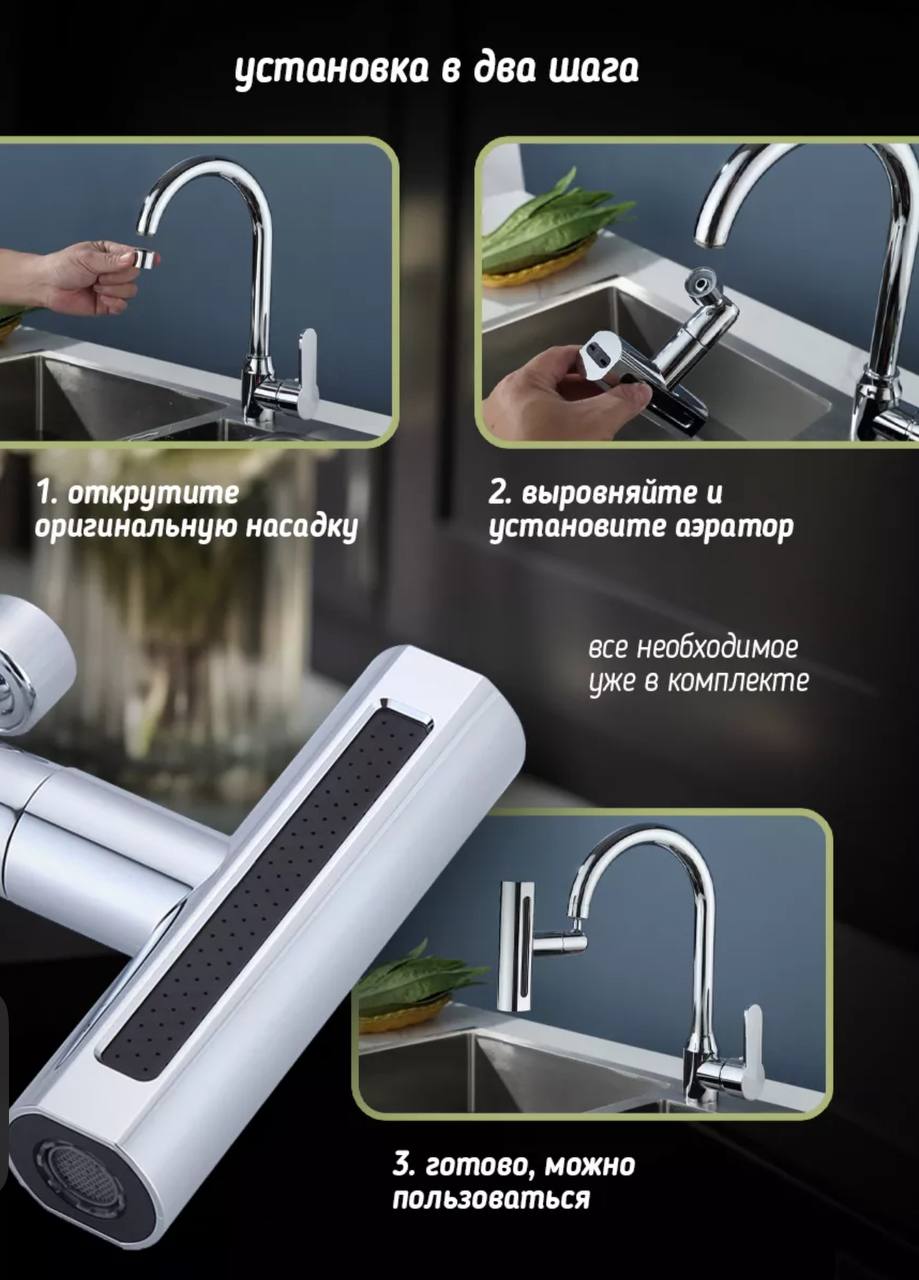 установка в два шага
1. открутите
оригинальную насадку
2. выровняйте и
установите аэратор
все необходимое
уже в комплекте
3. готово, можно
пользоваться